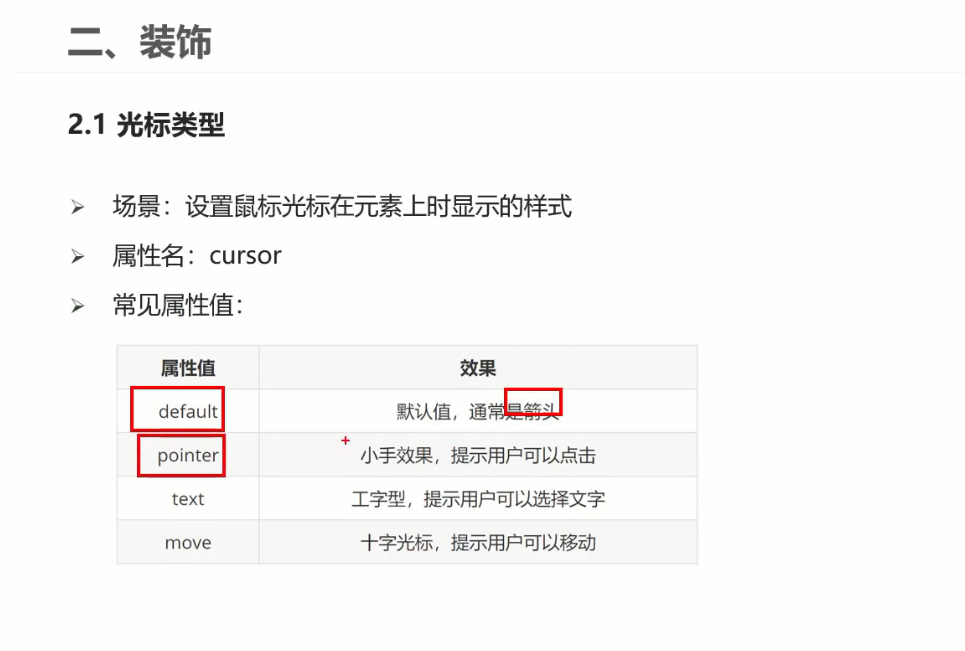 二、装饰
2.1 光标类型
场景：设置鼠标光标在元素上时显示的样式
属性名：cursor
常见属性值：
属性值 效果
default 默认值，通常是箭头
pointer 小手效果，提示用户可以点击
text 工字型，提示用户可以选择文字
move 十字光标，提示用户可以移动